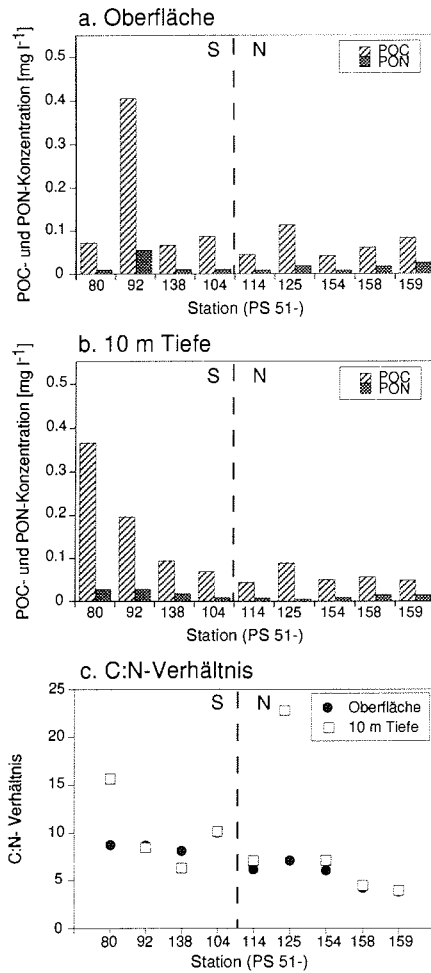 a. Oberfläche
POC- und PON-Konzentration [mg l-1]
0.5
0.4
0.3
0.2
0.1
0
S N
POC
PON
80 92 138 104 114 125 154 158 159
Station (PS 51-)
b. 10 m Tiefe
POC- und PON-Konzentration [mg l-1]
0.5
0.4
0.3
0.2
0.1
0
S N
POC
PON
80 92 138 104 114 125 154 158 159
Station (PS 51-)
c. C:N-Verhältnis
C:N- Verhältnis
25
20
15
10
5
0
S N
Oberfläche
10 m Tiefe
80 92 138 104 114 125 154 158 159
Station (PS 51-)